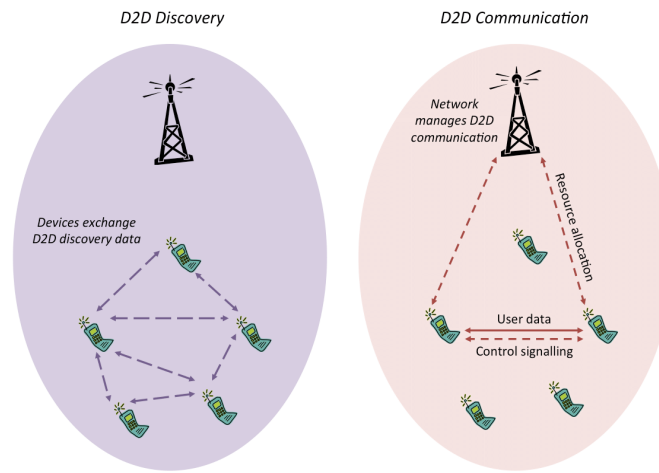 D2D Discovery
Devices exchange
D2D discovery data
D2D Communication
Network
manages D2D
communication
Resource allocation
User data
Control signalling